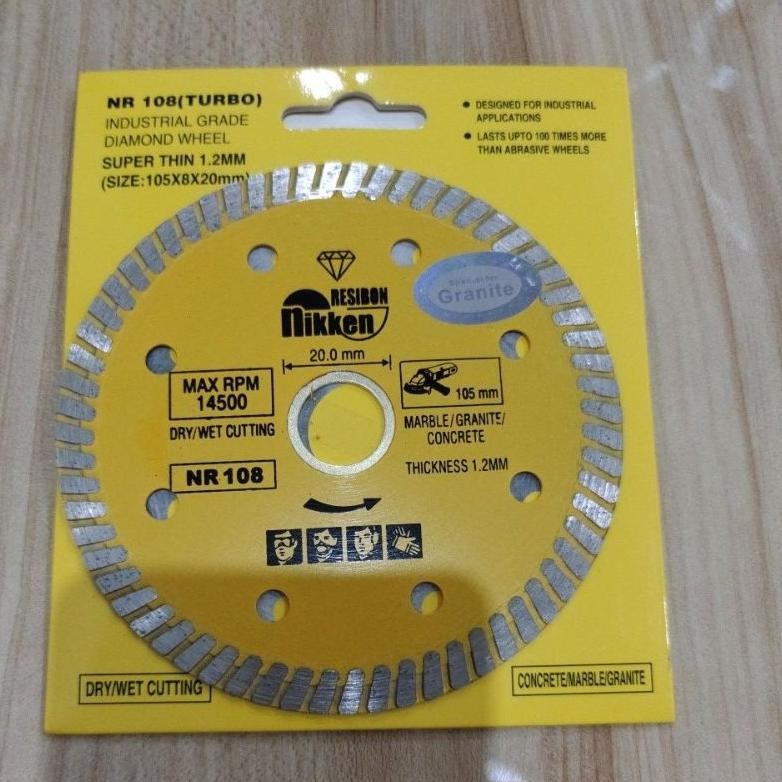 NR 108(TURBO)
INDUSTRIAL GRADE
DIAMOND WHEEL
SUPER THIN 1.2MM
(SIZE:105X8X20mm)
• DESIGNED FOR INDUSTRIAL
APPLICATIONS
• LASTS UPTO 100 TIMES MORE
THAN ABRASIVE WHEELS
RESIBON
nikken
Special for
Granite
20.0 mm
MAX RPM
14500
105 mm
DRY/WET CUTTING
MARBLE/GRANITE/
CONCRETE
NR 108
THICKNESS 1.2MM
DRY/WET CUTTING
CONCRETE/MARBLE/GRANITE